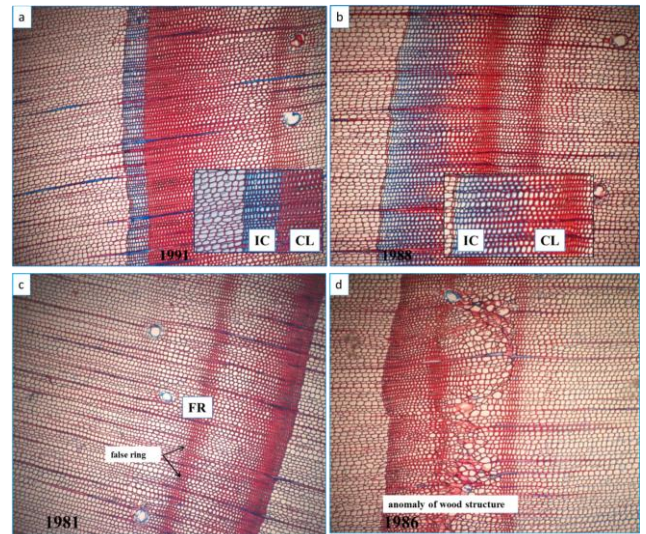 a
IC
CL
1991
b
IC
CL
1988
c
FR
false ring
1981
d
anomaly of wood structure
1986